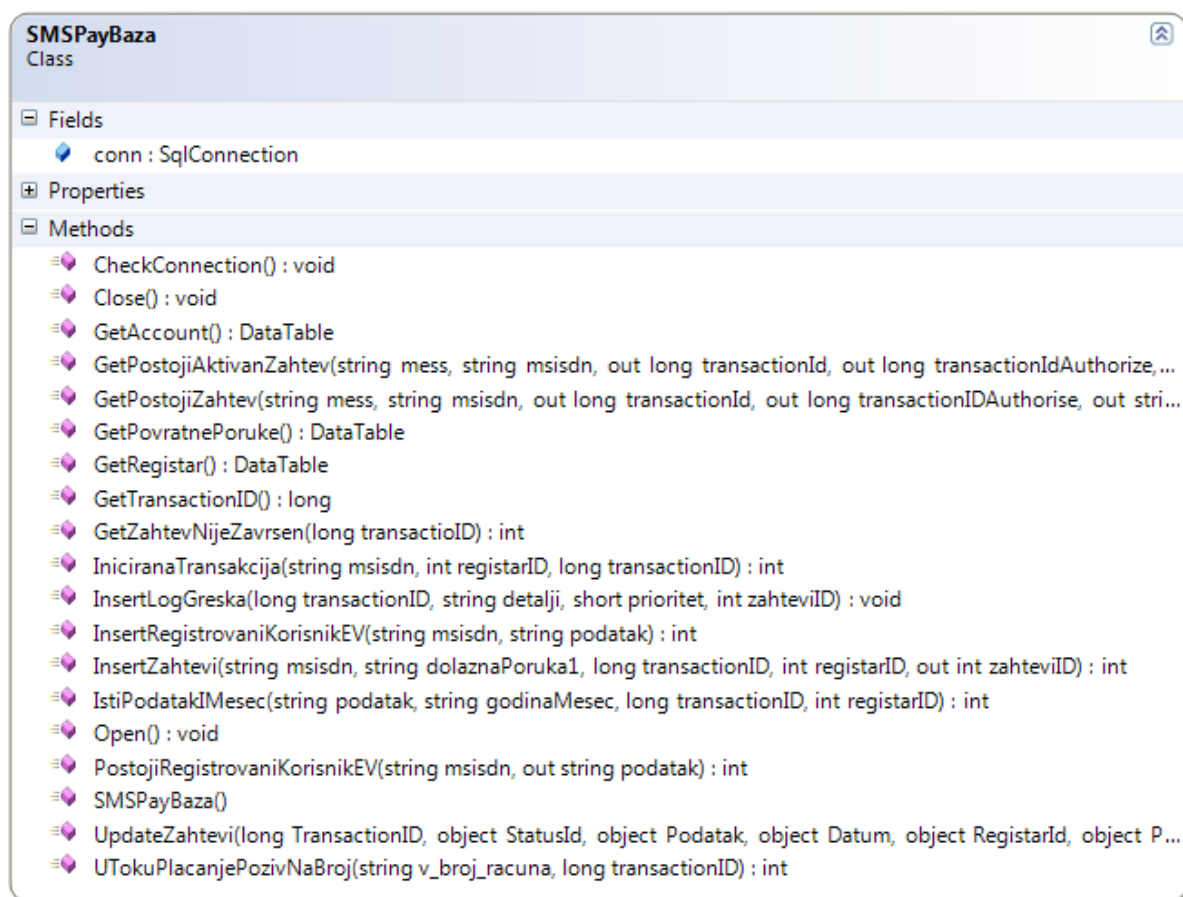 SMSPayBaza
Class
Fields
conn : SqlConnection
Properties
Methods
CheckConnection() : void
Close() : void
GetAccount() : DataTable
GetPostojiAktivanZahtev(string mess, string msisdn, out long transactionId, out long transactionIdAuthorize,...
GetPostojiZahtev(string mess, string msisdn, out long transactionId, out long transactionIDAuthorise, out stri...
GetPovratnePoruke() : DataTable
GetRegistar() : DataTable
GetTransactionID() : long
GetZahtevNijeZavrsen(long transactioID) : int
IniciranaTransakcija(string msisdn, int registarID, long transactionID) : int
InsertLogGreska(long transactionID, string detalji, short prioritet, int zahteviID) : void
InsertRegistrovaniKorisnikEV(string msisdn, string podatak) : int
InsertZahtevi(string msisdn, string dolaznaPoruka1, long transactionID, int registarID, out int zahteviID) : int
IstiPodatakIMesec(string podatak, string godinaMesec, long transactionID, int registarID) : int
Open() : void
PostojiRegistrovaniKorisnikEV(string msisdn, out string podatak) : int
SMSPayBaza()
UpdateZahtevi(long TransactionID, object StatusId, object Podatak, object Datum, object RegistarId, object P...
UTokuPlacanjePozivNaBroj(string v_broj_racuna, long transactionID) : int